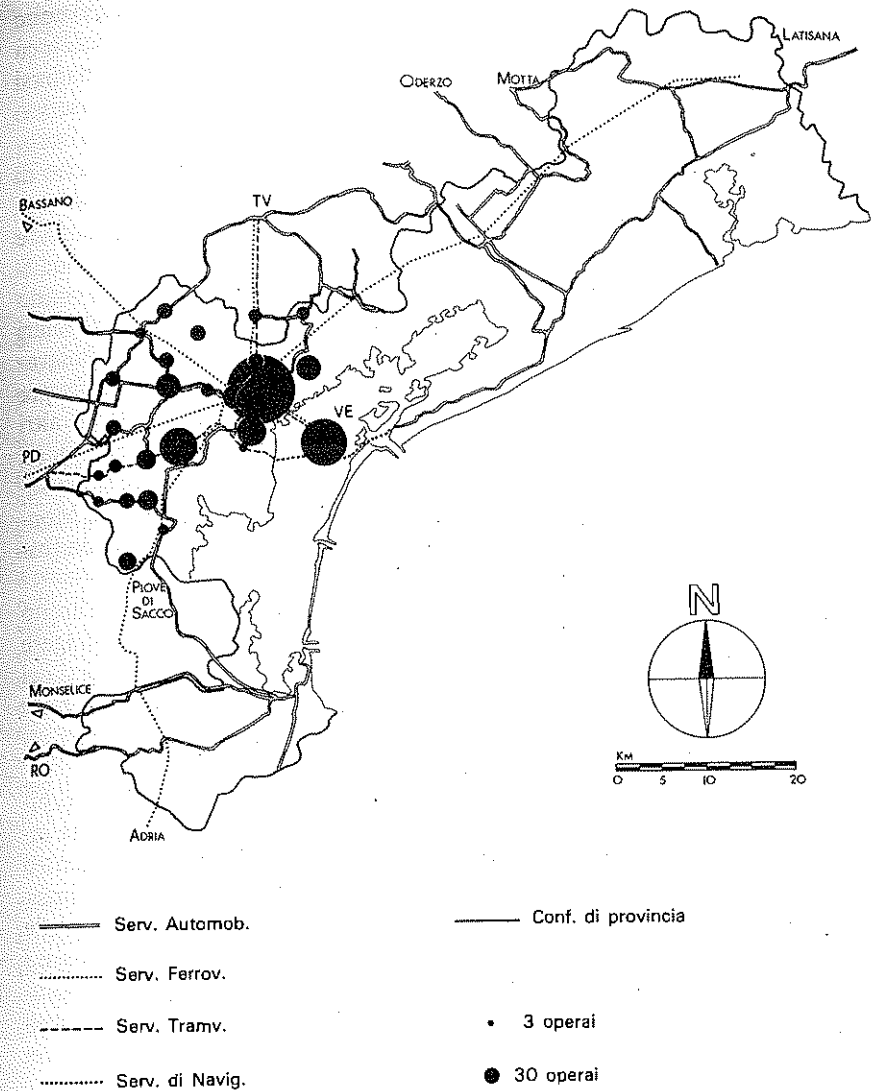 LATISANA
MOTTA
ODERZO
BASSANO
TV
VE
PD
PIOVE
DI
SACCO
N
MONSELICE
KM
0 5 10 20
RO
ADRIA
Serv. Automob.
Conf. di provincia
Serv. Ferrov.
Serv. Tramv.
3 operai
Serv. di Navig.
30 operai